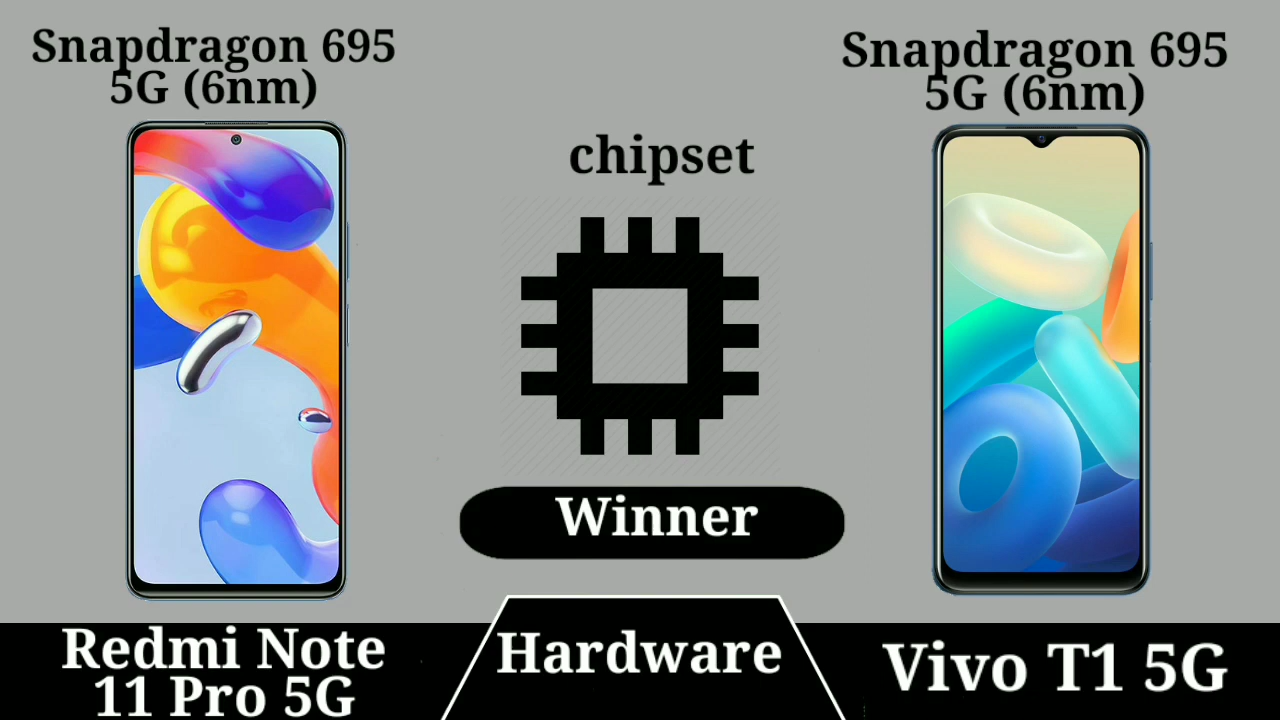 Snapdragon 695
5G (6nm)
Snapdragon 695
5G (6nm)
chipset
Winner
Redmi Note
11 Pro 5G
Hardware
Vivo T1 5G